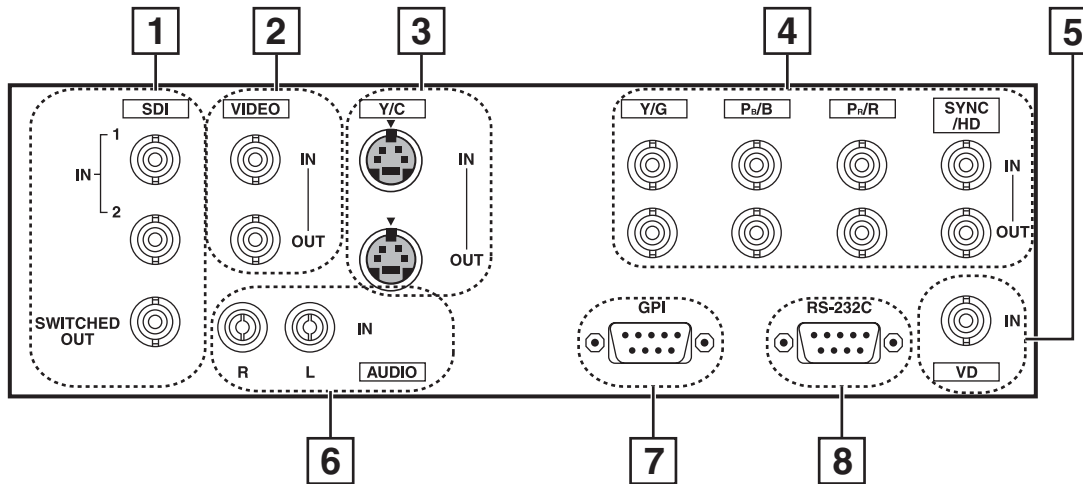 1
2
3
4
5
SDI
VIDEO
Y/C
Y/G
PB/B
PR/R
SYNC
/HD
1
IN
2
IN
OUT
IN
OUT
IN
OUT
SWITCHED
OUT
R
L
IN
AUDIO
GPI
RS-232C
IN
VD
6
7
8